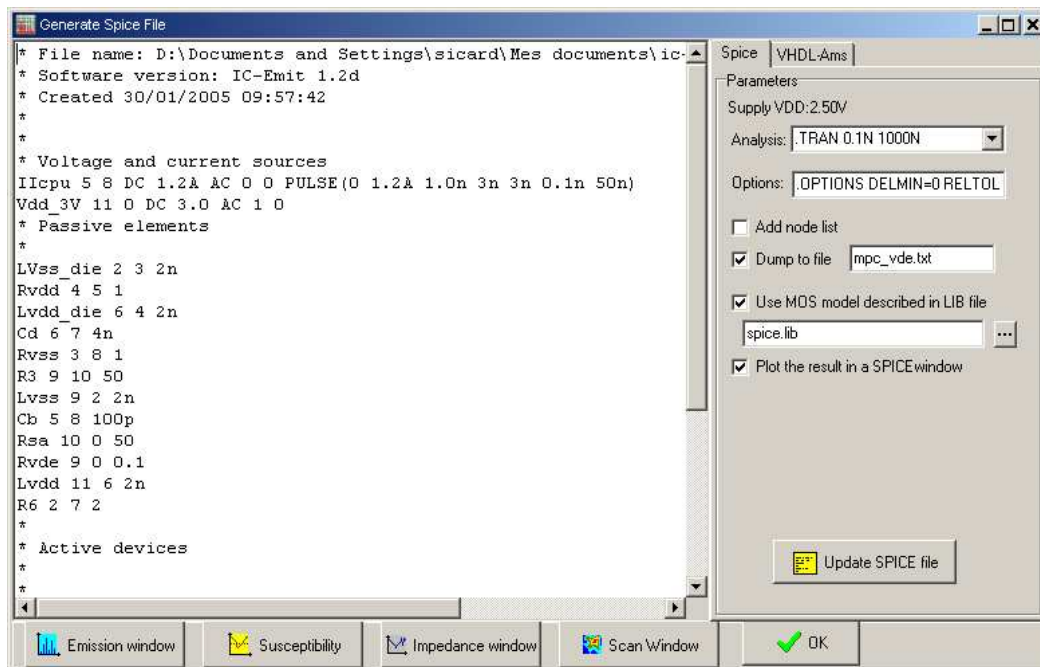 Generate Spice File
* File name: D:\Documents and Settings\sicard\Mes documents\ic-
* Software version: IC-Emit 1.2d
* Created 30/01/2005 09:57:42
*
*
* Voltage and current sources
IIcpu 5 8 DC 1.2A AC 0 0 PULSE(0 1.2A 1.0n 3n 3n 0.1n 50n)
Vdd_3V 11 0 DC 3.0 AC 1 0
* Passive elements
*
LVss_die 2 3 2n
Rvdd 4 5 1
Lvdd_die 6 4 2n
Cd 6 7 4n
Rvss 3 8 1
R3 9 10 50
Lvss 9 2 2n
Cb 5 8 100p
Rsa 10 0 50
Rvde 9 0 0.1
Lvdd 11 6 2n
R6 2 7 2
*
* Active devices
*
*
Spice VHDL-Ams
Parameters
Supply VDD:2.50V
Analysis: .TRAN 0.1N 1000N
Options: .OPTIONS DELMIN=0 RELTOL
Add node list
Dump to file mpc_vde.txt
Use MOS model described in LIB file
spice.lib ...
Plot the result in a SPICE window
Update SPICE file
Emission window Susceptibility Impedance window Scan Window OK